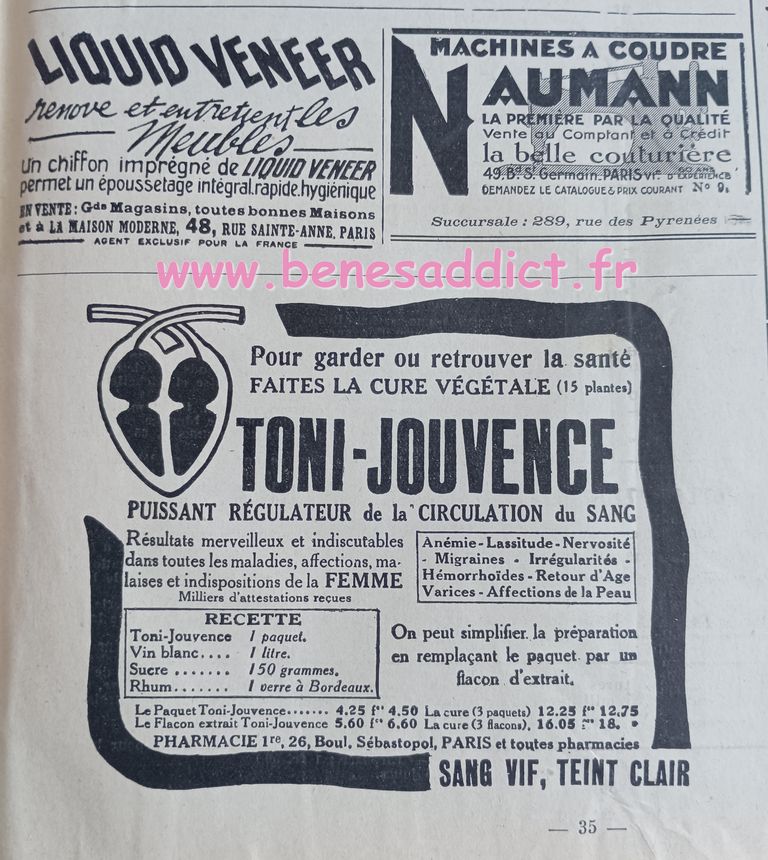 LIQUID VENEER
renove et entretient les
Meubles
Un chiffon imprégné de LIQUID VENEER
permet un époussetage intégral.rapide.hygiénique
EN VENTE : Gds Magasins, toutes bonnes Maisons
et à LA MAISON MODERNE, 48, RUE SAINTE-ANNE, PARIS
AGENT EXCLUSIF POUR LA FRANCE
MACHINES A COUDRE
NAUMANN
LA PREMIÈRE PAR LA QUALITÉ
Vente au Comptant et à Crédit
la belle couturière
49.Bd S! Germain.PARIS VIe 50 ANS D'EXPÉRIENCE
DEMANDEZ LE CATALOGUE & PRIX COURANT No 9.
Succursale : 289, rue des Pyrenées
www.benesaddict.fr
Pour garder ou retrouver la santé
FAITES LA CURE VÉGÉTALE (15 plantes)
TONI-JOUVENCE
PUISSANT RÉGULATEUR de la CIRCULATION du SANG
Résultats merveilleux et indiscutables
dans toutes les maladies, affections, ma-
laises et indispositions de la FEMME
Milliers d'attestations reçues
Anémie - Lassitude - Nervosité
- Migraines - Irrégularités -
Hémorrhoïdes - Retour d'Age
Varices - Affections de la Peau
RECETTE
Toni-Jouvence 1 paquet.
Vin blanc.... 1 litre.
Sucre ....... 150 grammes.
Rhum....... 1 verre à Bordeaux.
On peut simplifier la préparation
en remplaçant le paquet par un
flacon d'extrait.
Le Paquet Toni-Jouvence....... 4.25 fco 4.50 La cure (3 paquets) 12.25 fco 12.75
Le Flacon extrait Toni-Jouvence 5.60 fco 6.60 La cure (3 flacons), 16.05 fco 18. »
PHARMACIE 1re, 26, Boul. Sébastopol, PARIS et toutes pharmacies
SANG VIF, TEINT CLAIR
— 35 —